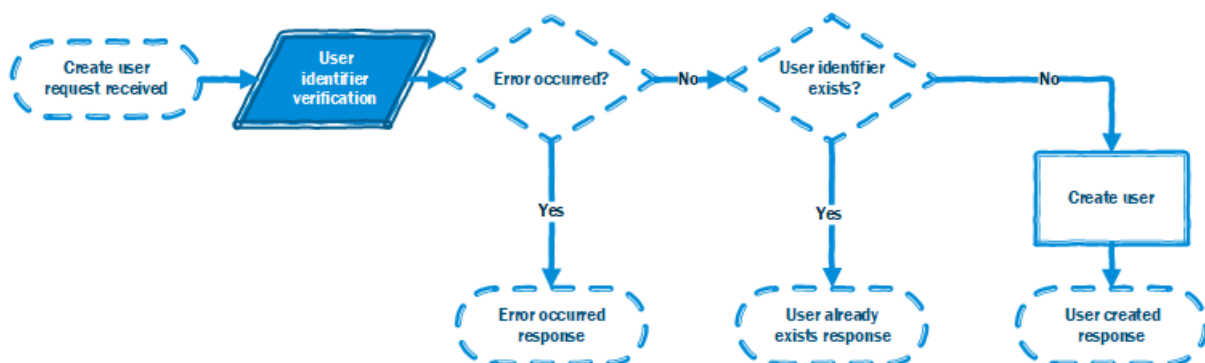 Create user
request received
User
identifier
verification
Error occurred?
No
User identifier
exists?
No
Yes
Yes
Create user
Error occurred
response
User already
exists response
User created
response